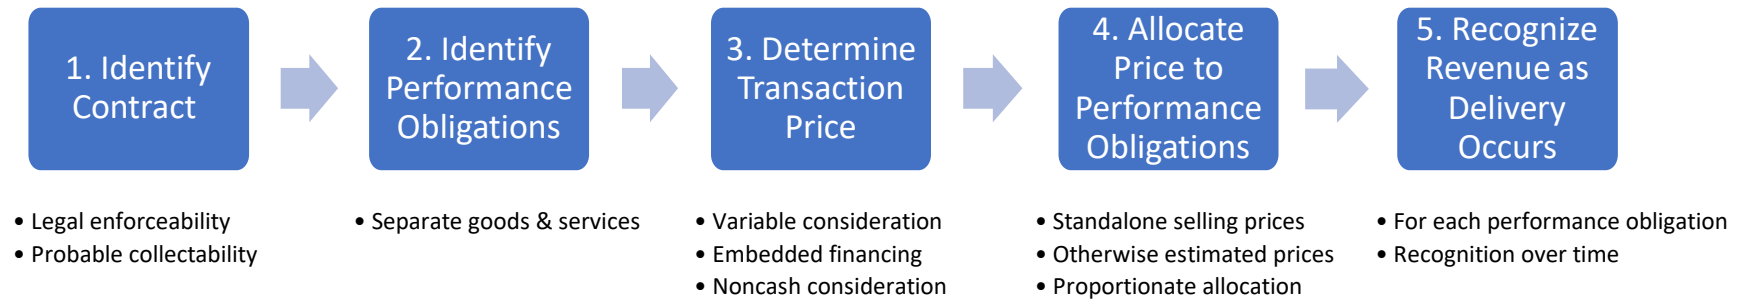 1. Identify
Contract
2. Identify
Performance
Obligations
3. Determine
Transaction
Price
4. Allocate
Price to
Performance
Obligations
5. Recognize
Revenue as
Delivery
Occurs
• Legal enforceability
• Probable collectability
• Separate goods & services
• Variable consideration
• Embedded financing
• Noncash consideration
• Standalone selling prices
• Otherwise estimated prices
• Proportionate allocation
• For each performance obligation
• Recognition over time